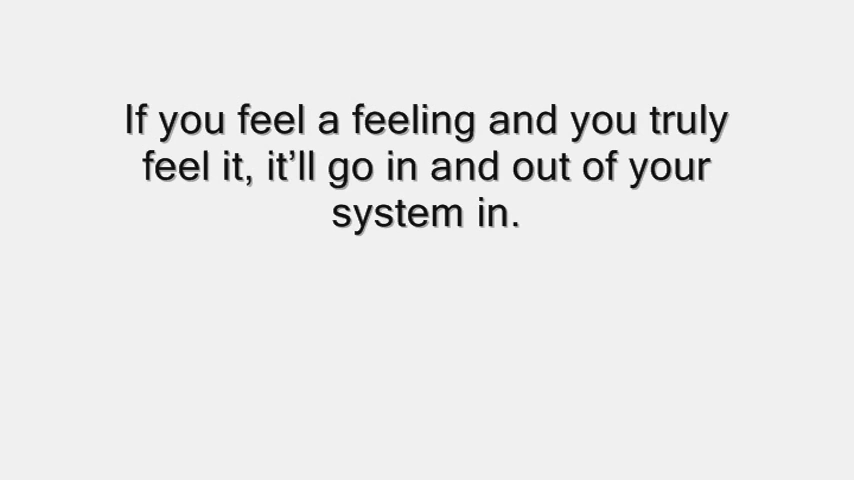 If you feel a feeling and you truly
feel it, it’ll go in and out of your
system in.